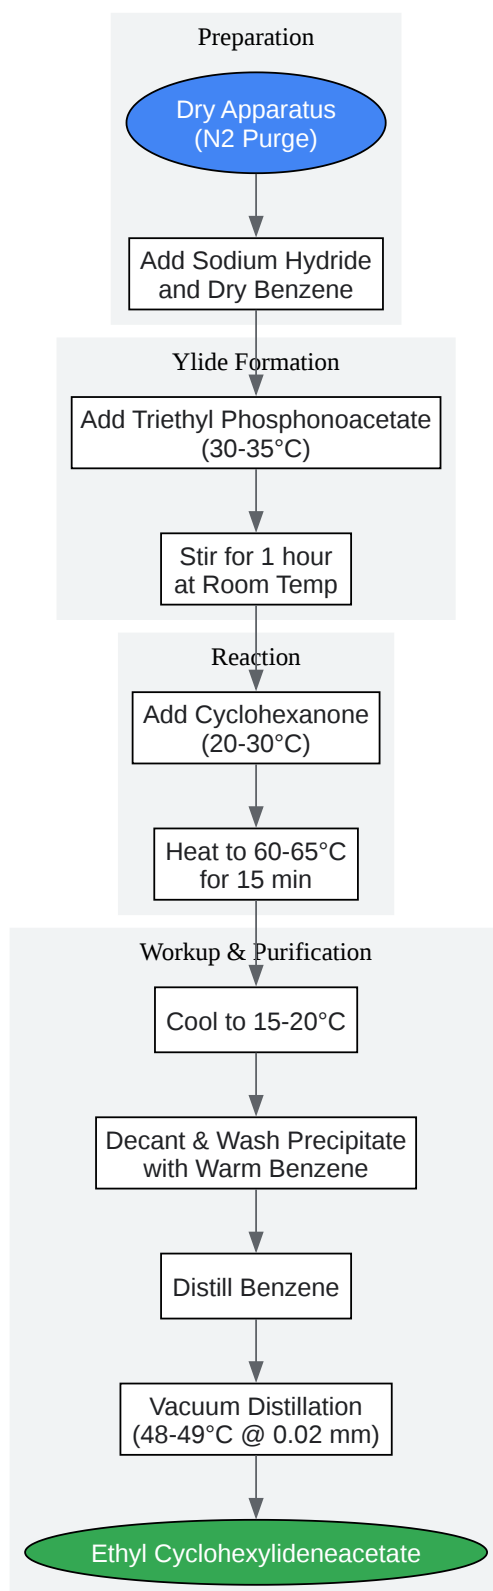 Preparation
Dry Apparatus
(N2 Purge)
Add Sodium Hydride
and Dry Benzene
Ylide Formation
Add Triethyl Phosphonoacetate
(30-35°C)
Stir for 1 hour
at Room Temp
Reaction
Add Cyclohexanone
(20-30°C)
Heat to 60-65°C
for 15 min
Workup & Purification
Cool to 15-20°C
Decant & Wash Precipitate
with Warm Benzene
Distill Benzene
Vacuum Distillation
(48-49°C @ 0.02 mm)
Ethyl Cyclohexylideneacetate